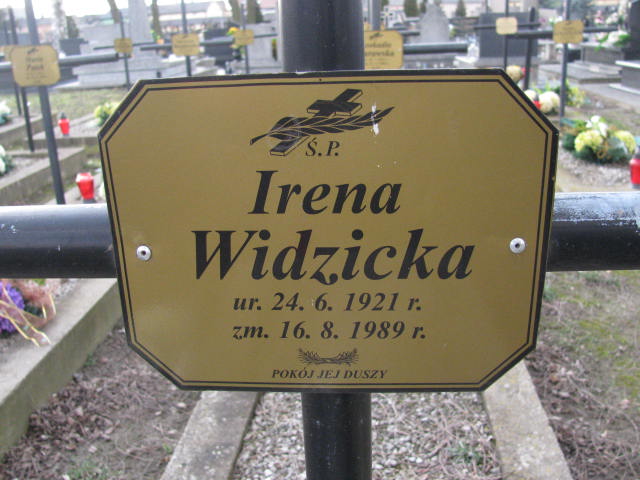 Ś.P.
Irena
Widzicka
ur. 24. 6. 1921 r.
zm. 16. 8. 1989 r.
POKÓJ JEJ DUSZY